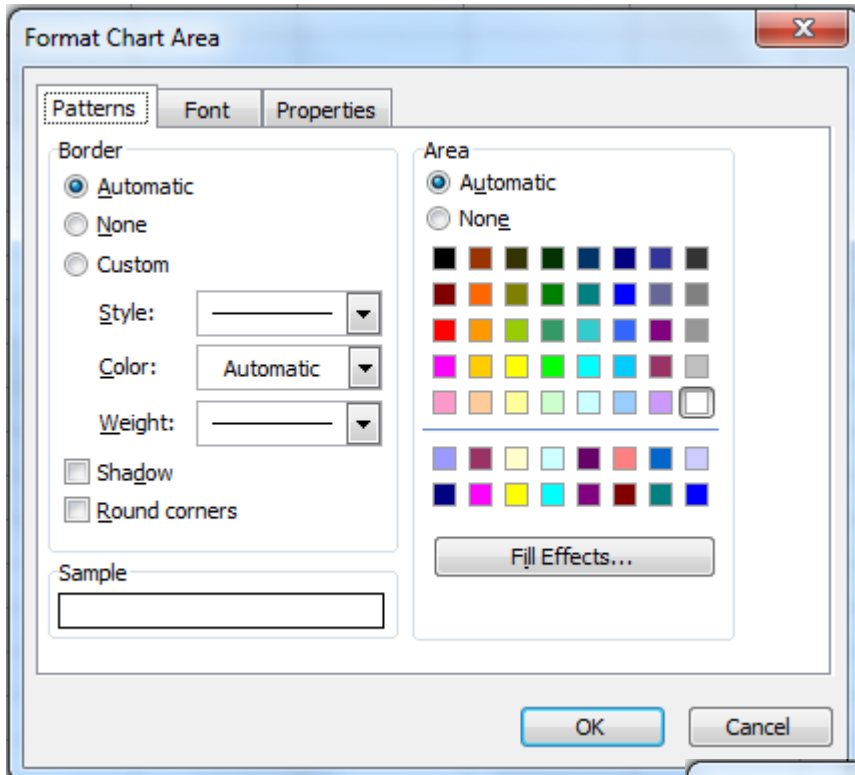 Format Chart Area
Patterns
Font
Properties
Border
Automatic
None
Custom
Style:
Color:
Automatic
Weight:
Shadow
Round corners
Sample
Area
Automatic
None
Fill Effects...
OK
Cancel